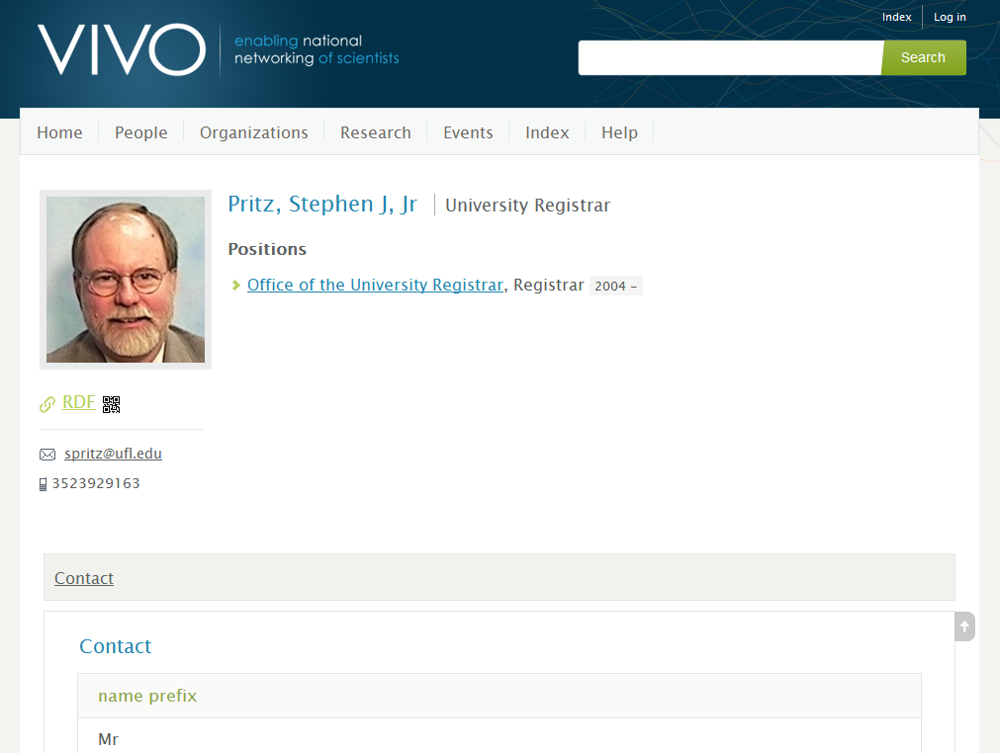 VIVO
enabling national
networking of scientists
Index
Log in
Search
Home
People
Organizations
Research
Events
Index
Help
Pritz, Stephen J, Jr
University Registrar
Positions
Office of the University Registrar, Registrar 2004 -
RDF
spritz@ufl.edu
3523929163
Contact
Contact
name prefix
Mr